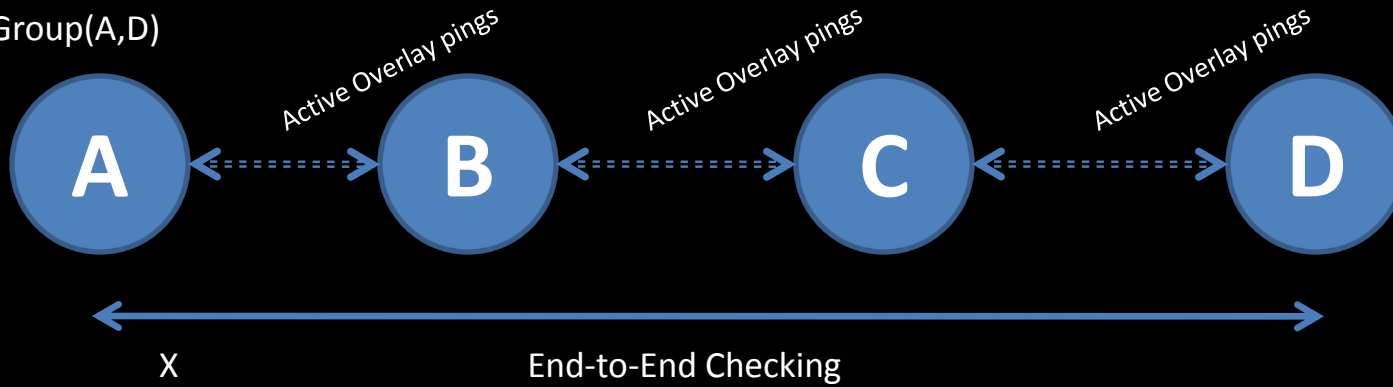 Group(A,D)
Active Overlay pings
Active Overlay pings
Active Overlay pings
A
B
C
D
X
End-to-End Checking